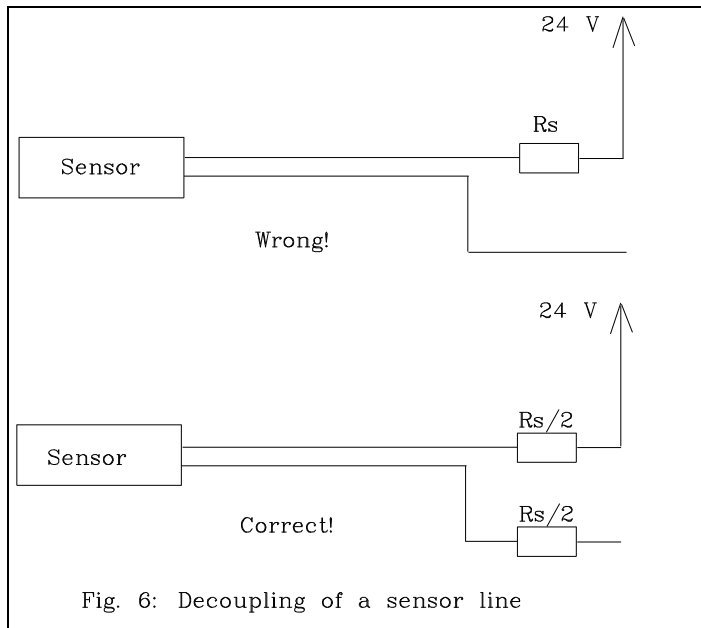 24 V
Rs
Sensor
Wrong!
24 V
Rs/2
Sensor
Rs/2
Correct!
Fig. 6: Decoupling of a sensor line